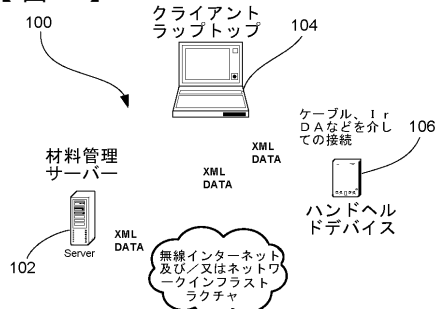 100
クライアント
ラップトップ
104
ケーブル、Ｉｒ
ＤＡなどを介し
ての接続
106
材料管理
サーバー
XML
DATA
XML
DATA
ハンドヘル
ドデバイス
XML
DATA
Server
102
無線インターネット
及び／又はネットワ
ークインフラスト
ラクチャ